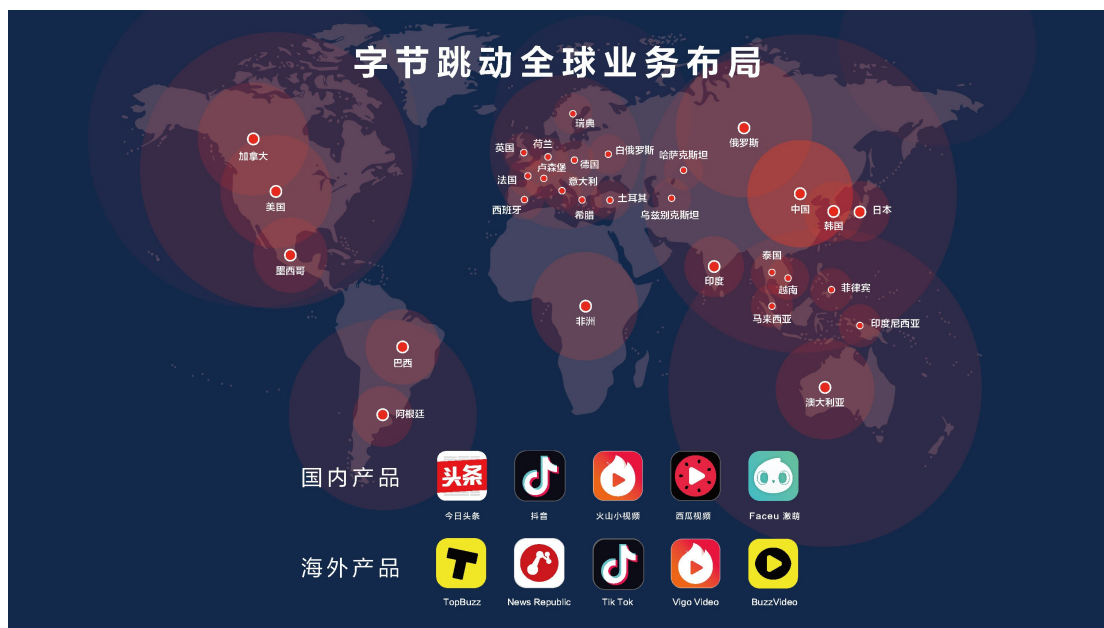 字节跳动全球业务布局
瑞典
英国
荷兰
白俄罗斯
哈萨克斯坦
俄罗斯
加拿大
卢森堡
德国
法国
意大利
美国
西班牙
希腊
土耳其
乌兹别克斯坦
中国
韩国
日本
墨西哥
泰国
印度
越南
菲律宾
非洲
马来西亚
印度尼西亚
巴西
澳大利亚
阿根廷
国内产品
头条
今日头条
抖音
火山小视频
西瓜视频
Faceu 激萌
海外产品
TopBuzz
News Republic
Tik Tok
Vigo Video
BuzzVideo